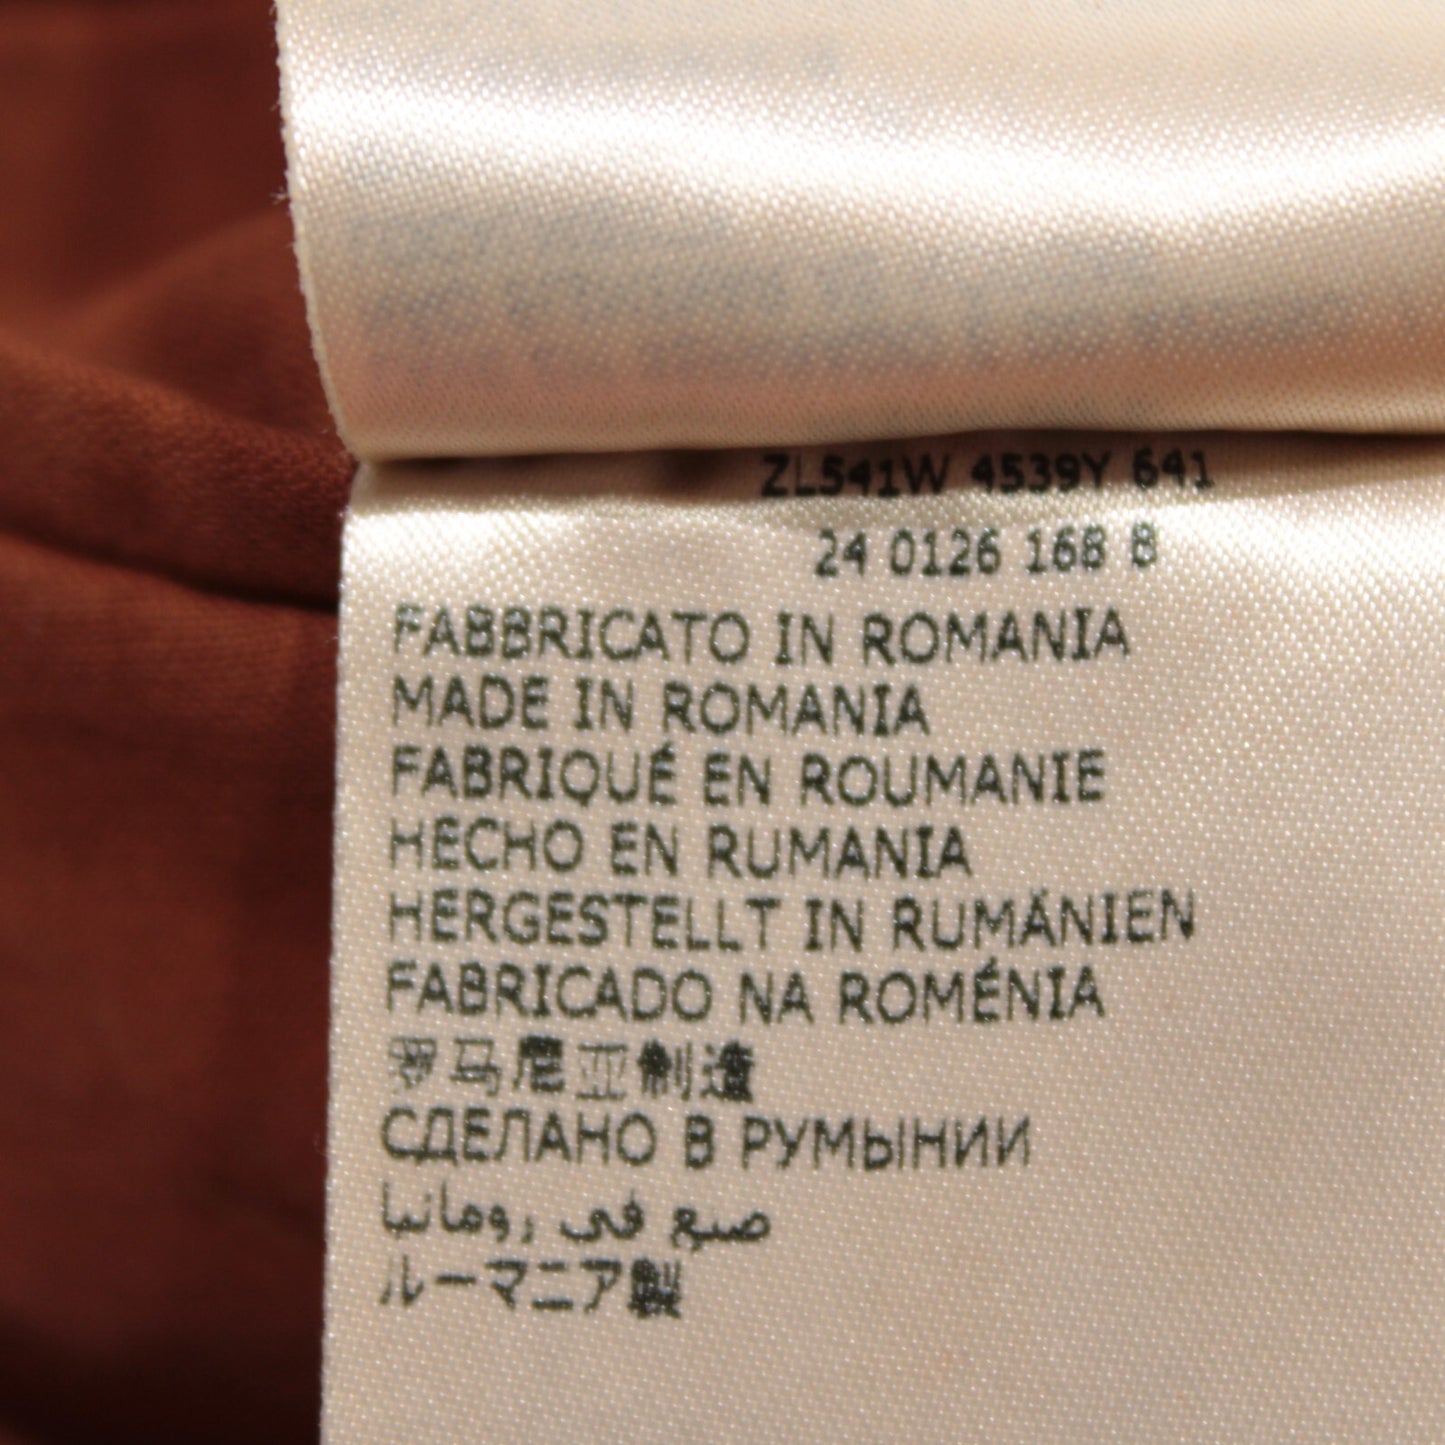 ZL541W 4539Y 641
24 0126 168 B
FABBRICATO IN ROMANIA
MADE IN ROMANIA
FABRIQUÉ EN ROUMANIE
HECHO EN RUMANIA
HERGESTELLT IN RUMÄNIEN
FABRICADO NA ROMÉNIA
罗马尼亚制造
СДЕЛАНО В РУМЫНИИ
صنع في رومانيا
ルーマニア製